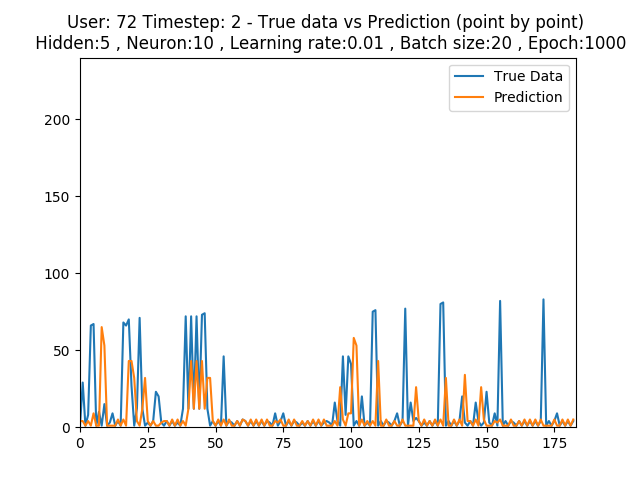 User: 72 Timestep: 2 - True data vs Prediction (point by point)
Hidden:5 , Neuron:10 , Learning rate:0.01 , Batch size:20 , Epoch:1000
True Data
Prediction
200
150
100
50
0
0 25 50 75 100 125 150 175